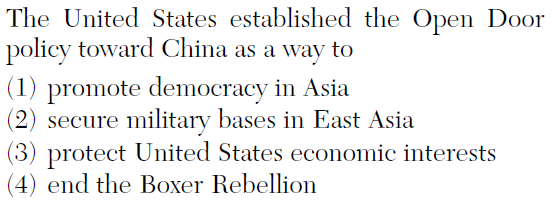 The United States established the Open Door
policy toward China as a way to
(1) promote democracy in Asia
(2) secure military bases in East Asia
(3) protect United States economic interests
(4) end the Boxer Rebellion